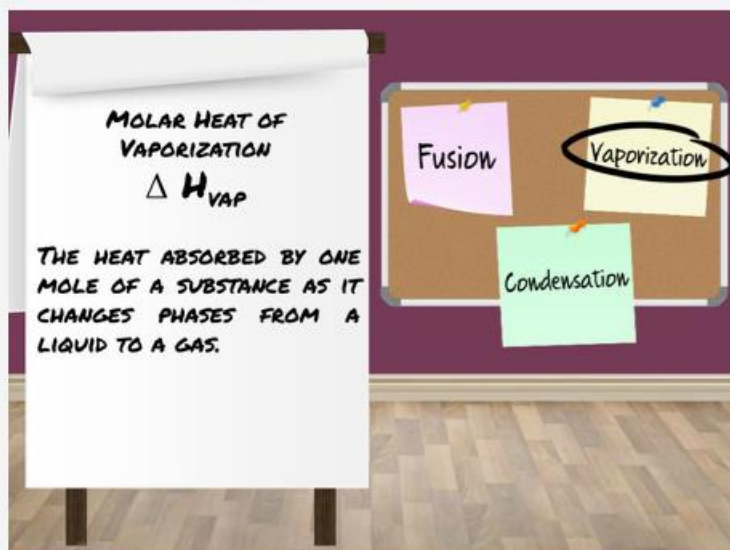 MOLAR HEAT OF
VAPORIZATION
Δ H VAP
THE HEAT ABSORBED BY ONE
MOLE OF A SUBSTANCE AS IT
CHANGES PHASES FROM A
LIQUID TO A GAS.
Fusion
Vaporization
Condensation